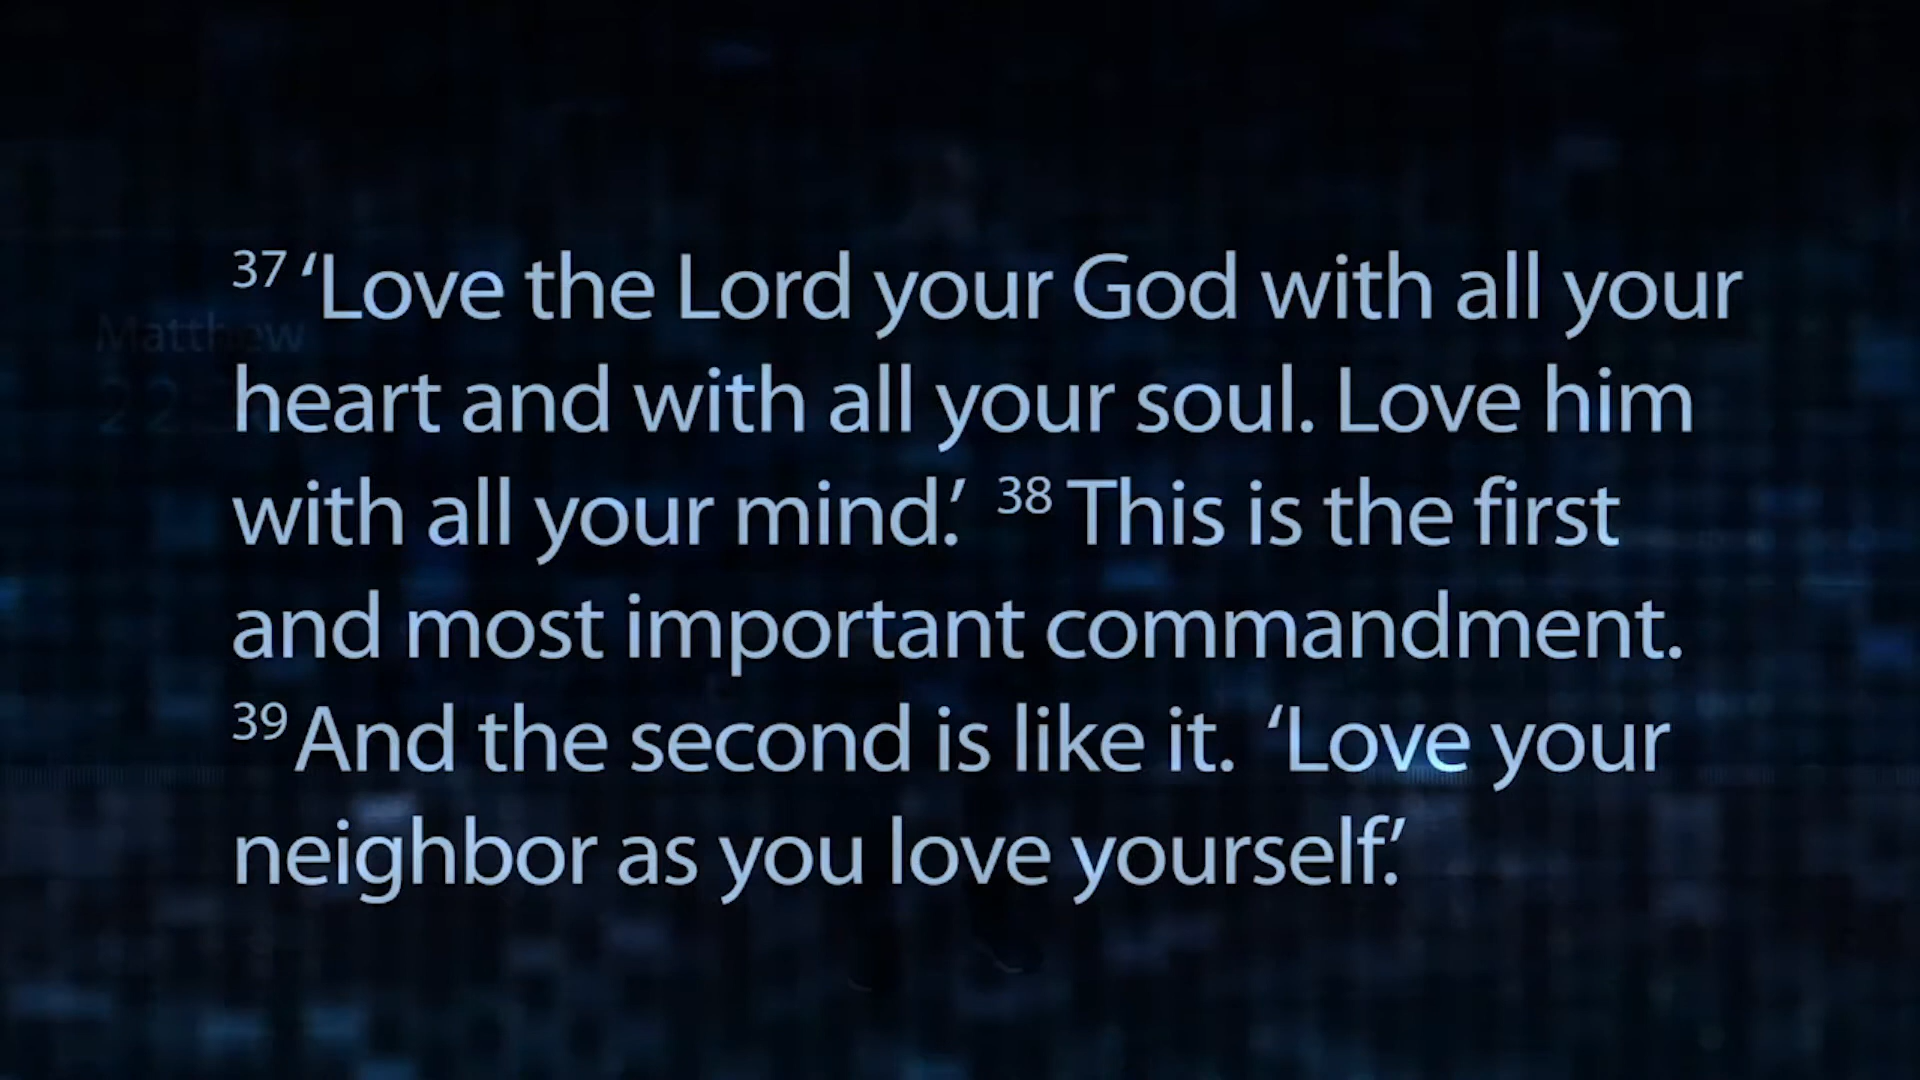 37 ‘Love the Lord your God with all your
Matthew
heart and with all your soul. Love him
22
with all your mind.’ 38 This is the first
and most important commandment.
39 And the second is like it. ‘Love your
neighbor as you love yourself.’